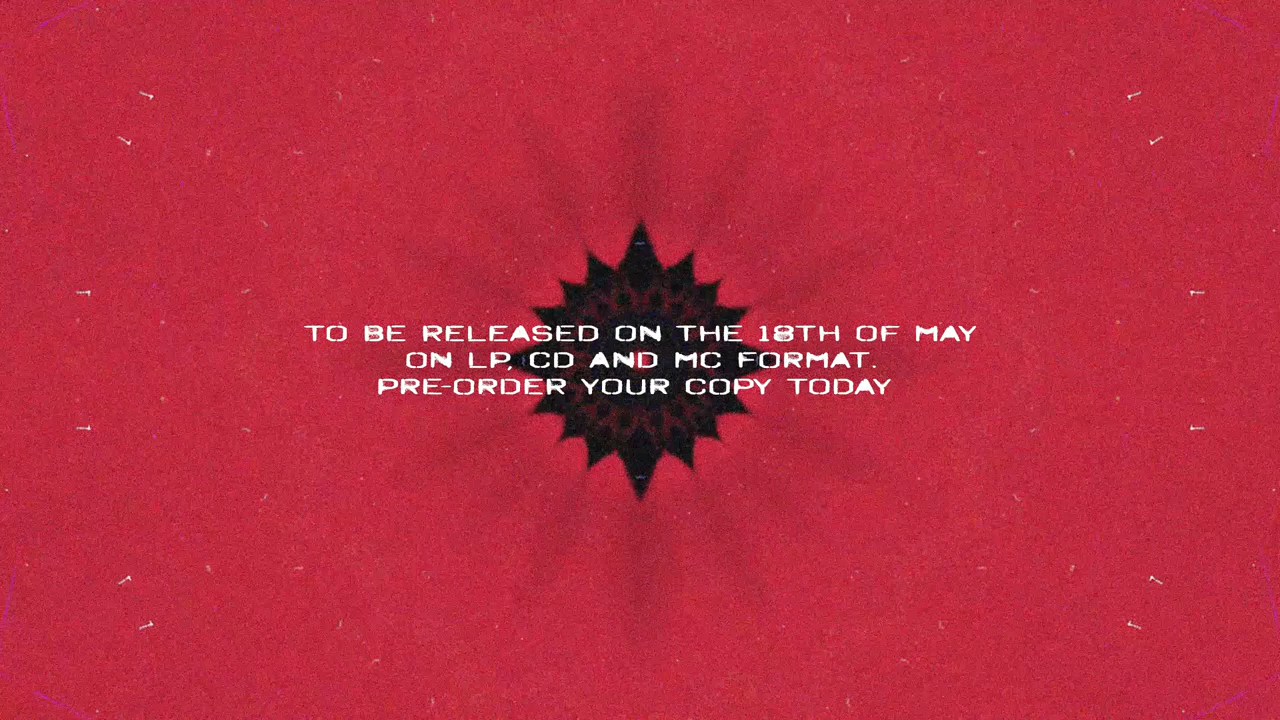 TO BE RELEASED ON THE 18TH OF MAY
ON LP, CD AND MC FORMAT.
PRE-ORDER YOUR COPY TODAY